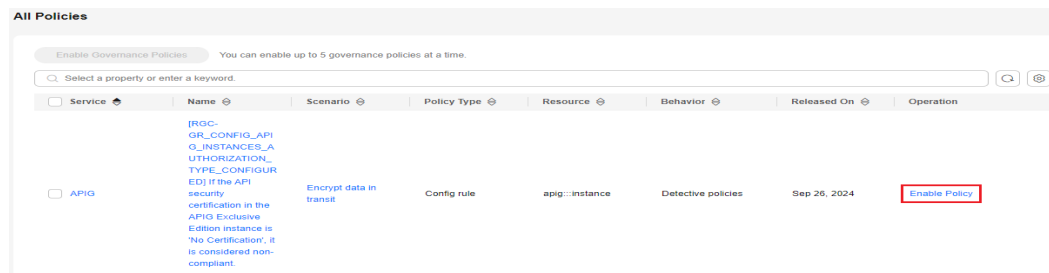 All Policies
Enable Governance Policies You can enable up to 5 governance policies at a time.
Select a property or enter a keyword.
Service Name Scenario Policy Type Resource Behavior Released On Operation
[RGC-
GR_CONFIG_API
G_INSTANCES_A
UTHORIZATION_
TYPE_CONFIGUR
ED] If the API
security
certification in the
APIG Exclusive
Edition instance is
'No Certification', it
is considered non-
compliant.
APIG
Encrypt data in
transit
Config rule
apig:::instance
Detective policies
Sep 26, 2024
Enable Policy